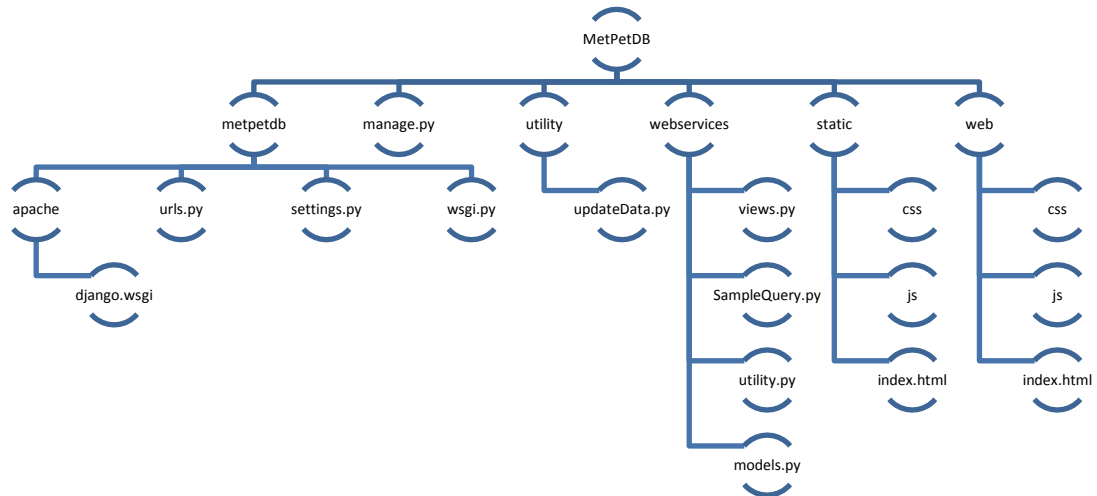 MetPetDB
metpetdb
manage.py
utility
webservices
static
web
apache
urls.py
settings.py
wsgi.py
updateData.py
views.py
css
css
django.wsgi
SampleQuery.py
js
js
utility.py
index.html
index.html
models.py